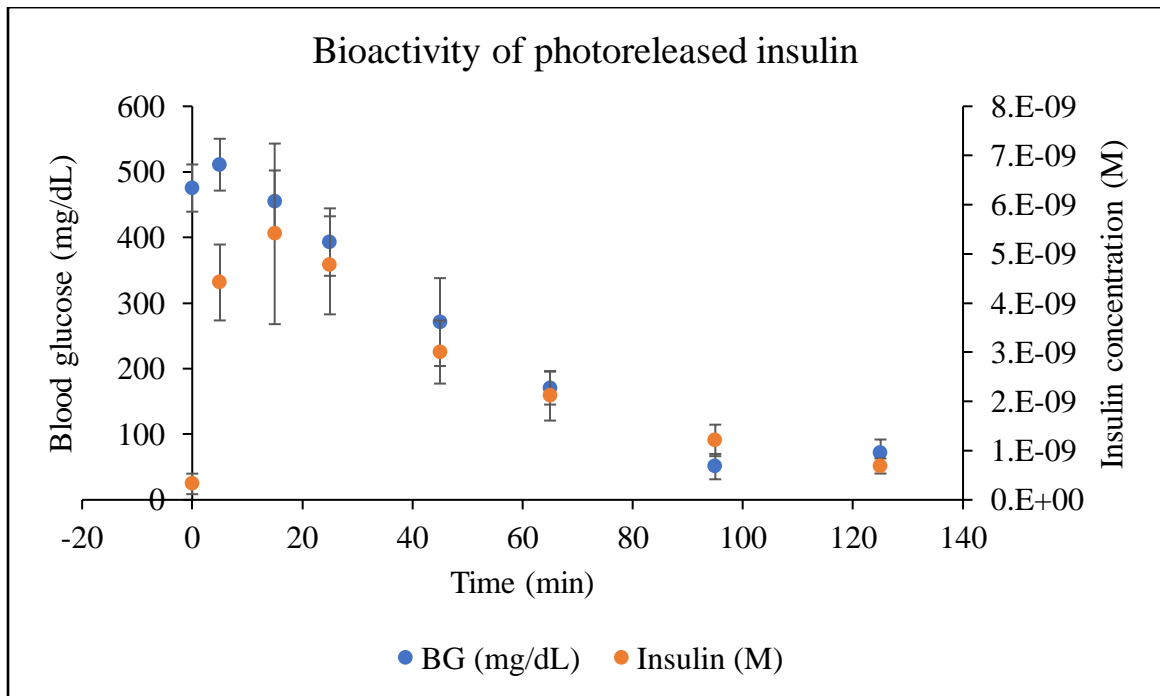 Bioactivity of photoreleased insulin
Blood glucose (mg/dL)
600
500
400
300
200
100
0
Insulin concentration (M)
8.E-09
7.E-09
6.E-09
5.E-09
4.E-09
3.E-09
2.E-09
1.E-09
0.E+00
-20 0 20 40 60 80 100 120 140
Time (min)
BG (mg/dL) Insulin (M)